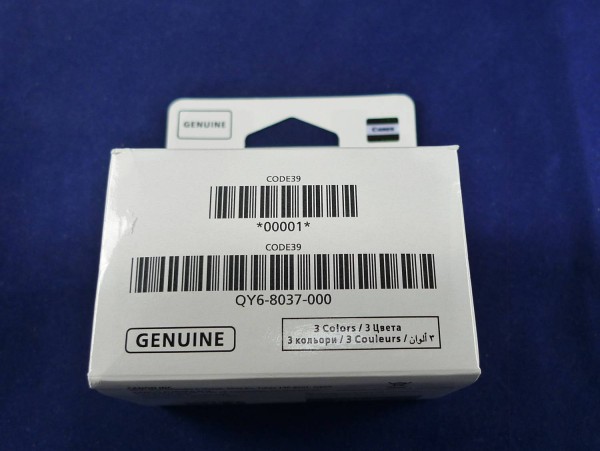 GENUINE
Canon
CODE39
*00001*
CODE39
QY6-8037-000
GENUINE
3 Colors / 3 Цвета
3 кольори / 3 Couleurs / ٣ ألوان